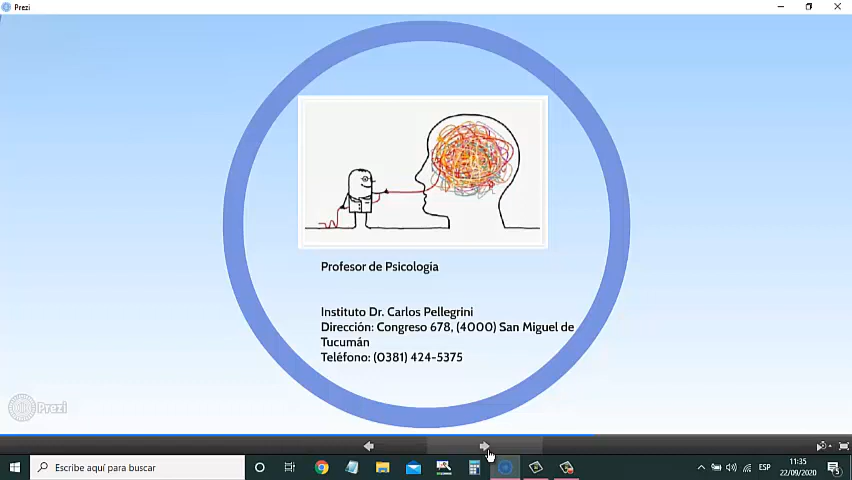 Prezi
Profesor de Psicología
Instituto Dr. Carlos Pellegrini
Dirección: Congreso 678, (4000) San Miguel de
Tucumán
Teléfono: (0381) 424-5375
Prezi
Escribe aquí para buscar
ESP
11:35
22/09/2020
5